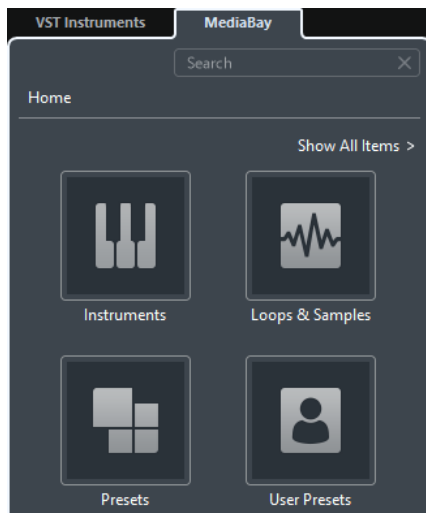 VST Instruments MediaBay
Search
Home
Show All Items >
Instruments Loops & Samples
Presets User Presets